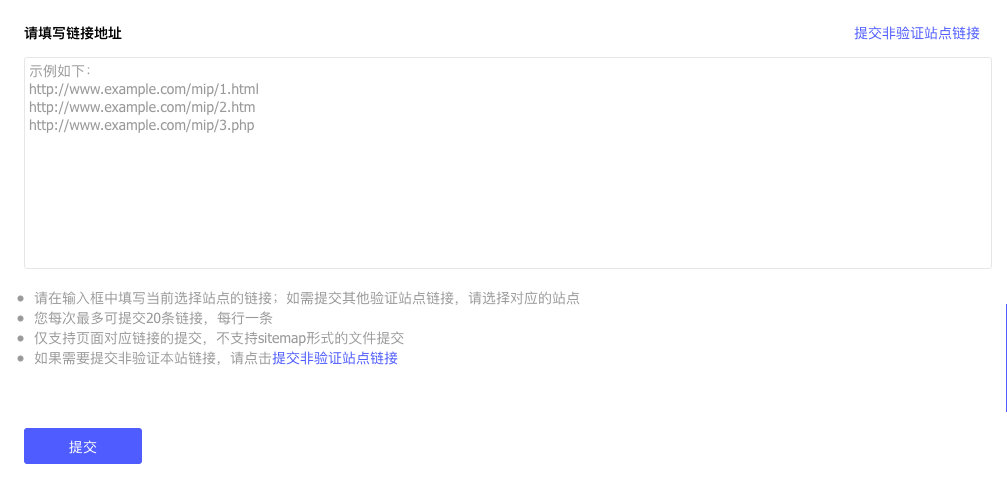 请填写链接地址
提交非验证站点链接
示例如下：
http://www.example.com/mip/1.html
http://www.example.com/mip/2.htm
http://www.example.com/mip/3.php
请在输入框中填写当前选择站点的链接；如需提交其他验证站点链接，请选择对应的站点
您每次最多可提交20条链接，每行一条
仅支持页面对应链接的提交，不支持sitemap形式的文件提交
如果需要提交非验证本站链接，请点击提交非验证站点链接
提交